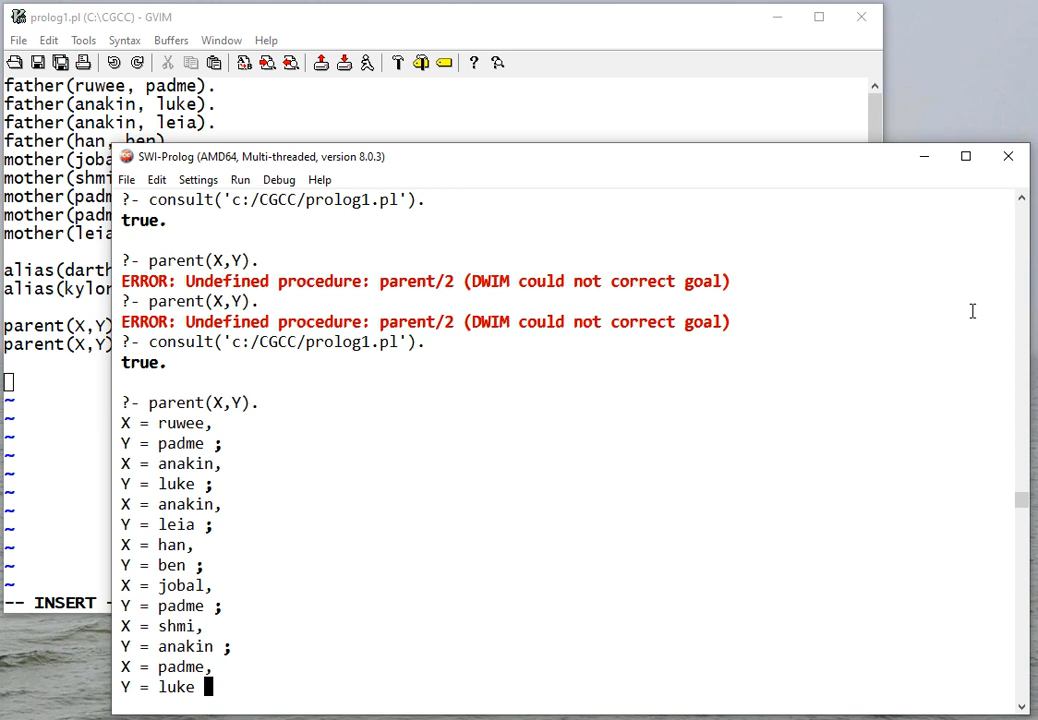 prolog1.pl (C:\CGCC) - GVIM
File Edit Tools Syntax Buffers Window Help
father(ruwee, padme).
father(anakin, luke).
father(anakin, leia).
father(han, ben).
mother(joba
mother(shmi
mother(padm
mother(padm
mother(leia
alias(darth
alias(kylor
parent(X,Y)
parent(X,Y)
~
~
~
~
~
~
~
~
~
~
~
-- INSERT -
SWI-Prolog (AMD64, Multi-threaded, version 8.0.3)
File Edit Settings Run Debug Help
?- consult('c:/CGCC/prolog1.pl').
true.
?- parent(X,Y).
ERROR: Undefined procedure: parent/2 (DWIM could not correct goal)
?- parent(X,Y).
ERROR: Undefined procedure: parent/2 (DWIM could not correct goal)
?- consult('c:/CGCC/prolog1.pl').
true.
?- parent(X,Y).
X = ruwee,
Y = padme ;
X = anakin,
Y = luke ;
X = anakin,
Y = leia ;
X = han,
Y = ben ;
X = jobal,
Y = padme ;
X = shmi,
Y = anakin ;
X = padme,
Y = luke